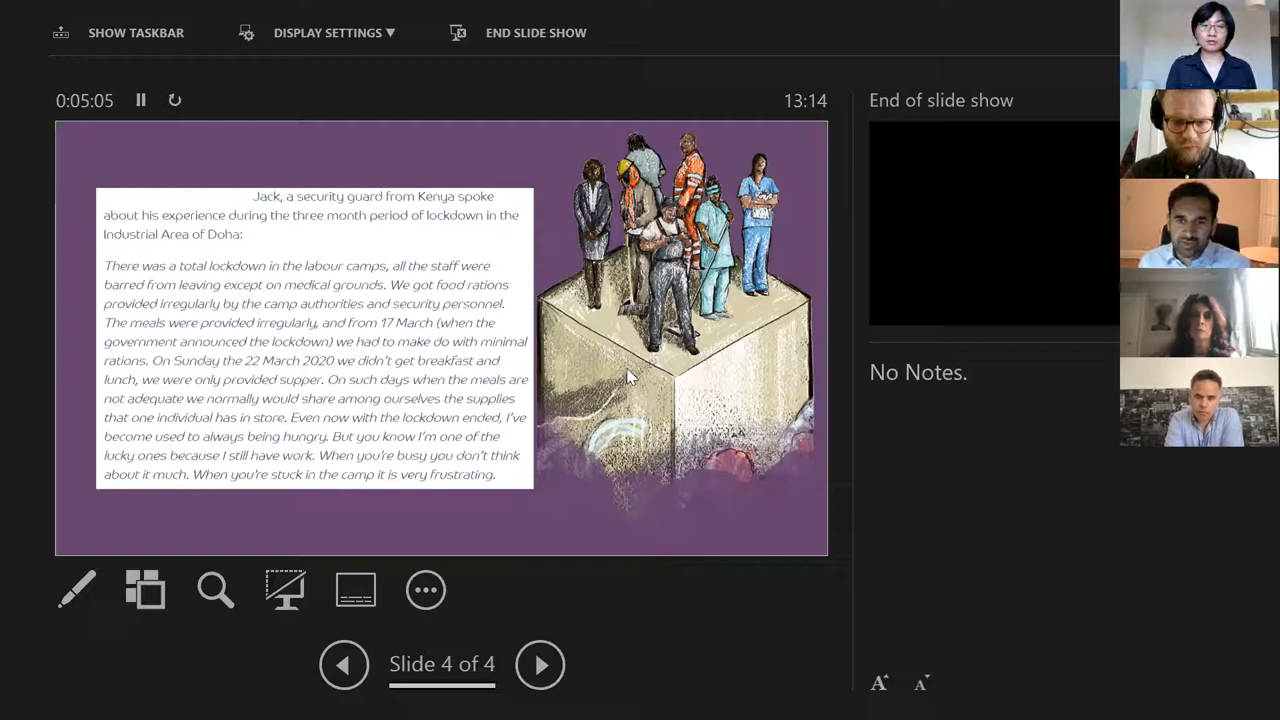 SHOW TASKBAR
DISPLAY SETTINGS ▼
END SLIDE SHOW
0:05:05
13:14
End of slide show
Jack, a security guard from Kenya spoke
about his experience during the three month period of lockdown in the
Industrial Area of Doha:
There was a total lockdown in the labour camps, all the staff were
barred from leaving except on medical grounds. We got food rations
provided irregularly by the camp authorities and security personnel.
The meals were provided irregularly, and from 17 March (when the
government announced the lockdown) we had to make do with minimal
rations. On Sunday the 22 March 2020 we didn't get breakfast and
lunch, we were only provided supper. On such days when the meals are
not adequate we normally would share among ourselves the supplies
that one individual has in store. Even now with the lockdown ended, I've
become used to always being hungry. But you know I'm one of the
lucky ones because I still have work. When you're busy you don't think
about it much. When you're stuck in the camp it is very frustrating.
No Notes.
Slide 4 of 4
A A